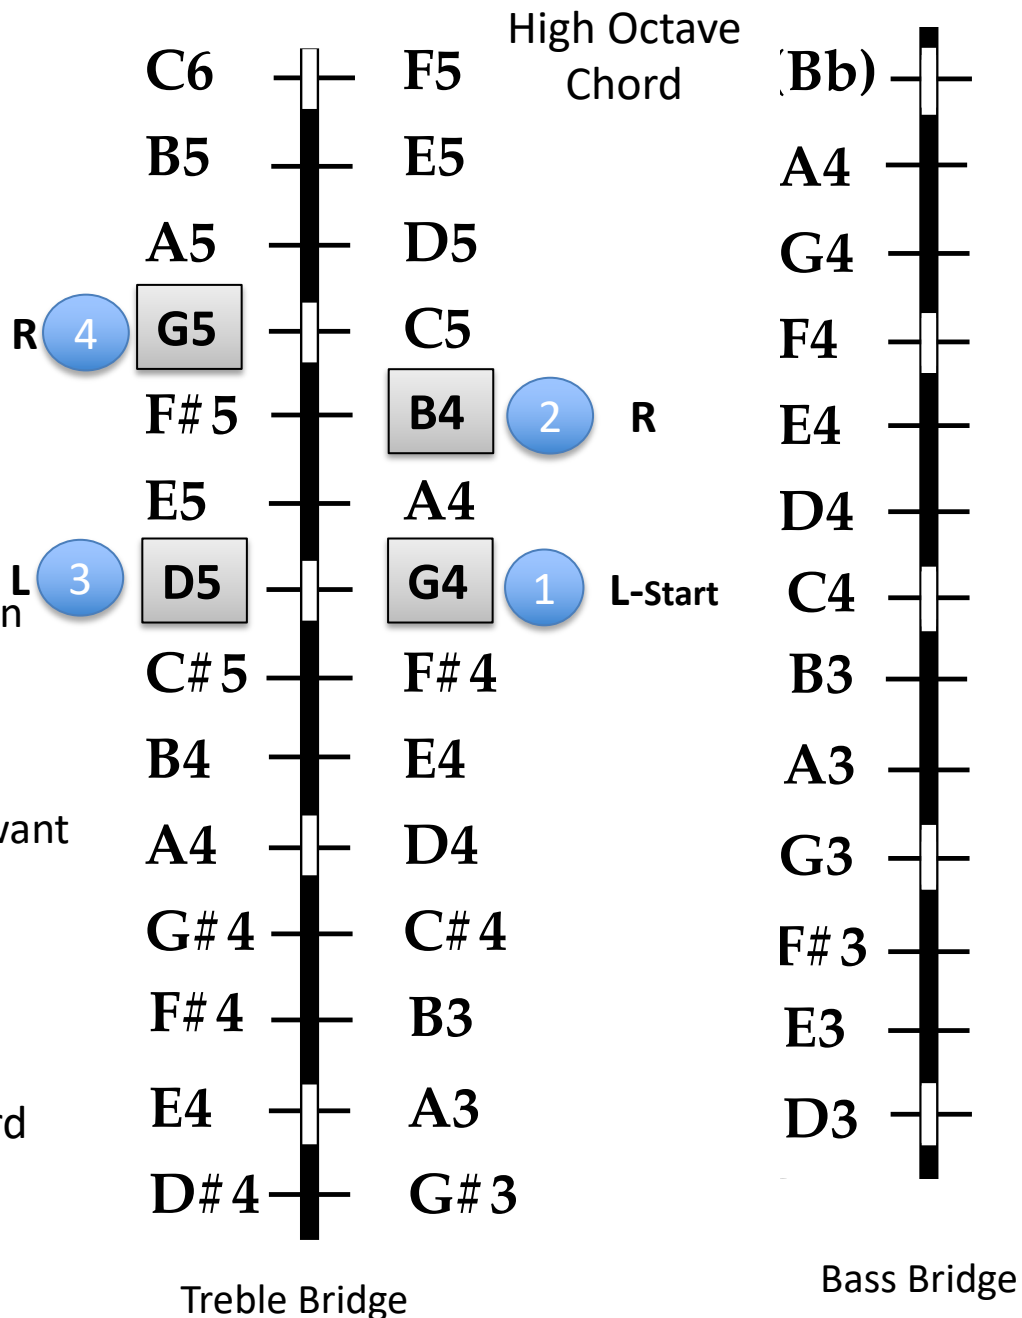 High Octave
Chord
C6 F5 (Bb)
B5 E5 A4
A5 D5 G4
R 4 G5 C5 F4
F#5 B4 2 R E4
E5 A4 D4
L 3 D5 G4 1 L-Start C4
n
C#5 F#4 B3
B4 E4 A3
vant
A4 D4 G3
G#4 C#4 F#3
F#4 B3 E3
rd
E4 A3 D3
D#4 G#3
Treble Bridge
Bass Bridge